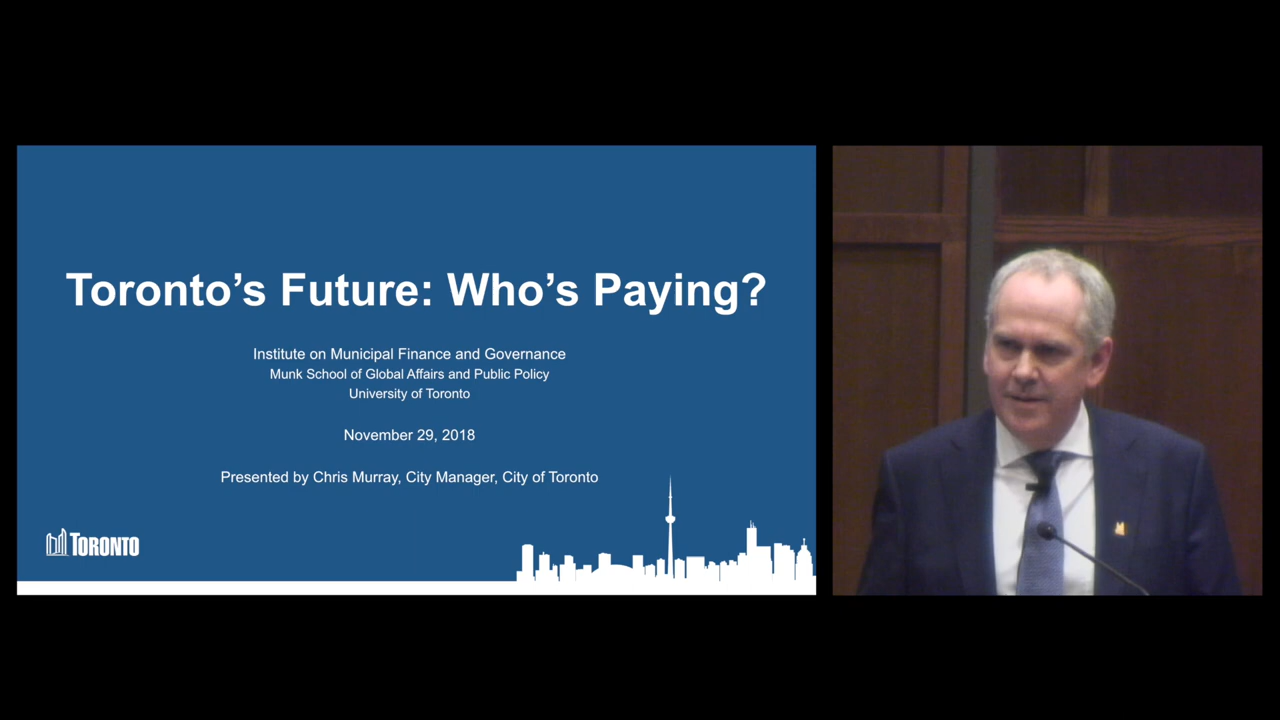 Toronto’s Future: Who’s Paying?
Institute on Municipal Finance and Governance
Munk School of Global Affairs and Public Policy
University of Toronto
November 29, 2018
Presented by Chris Murray, City Manager, City of Toronto
TORONTO